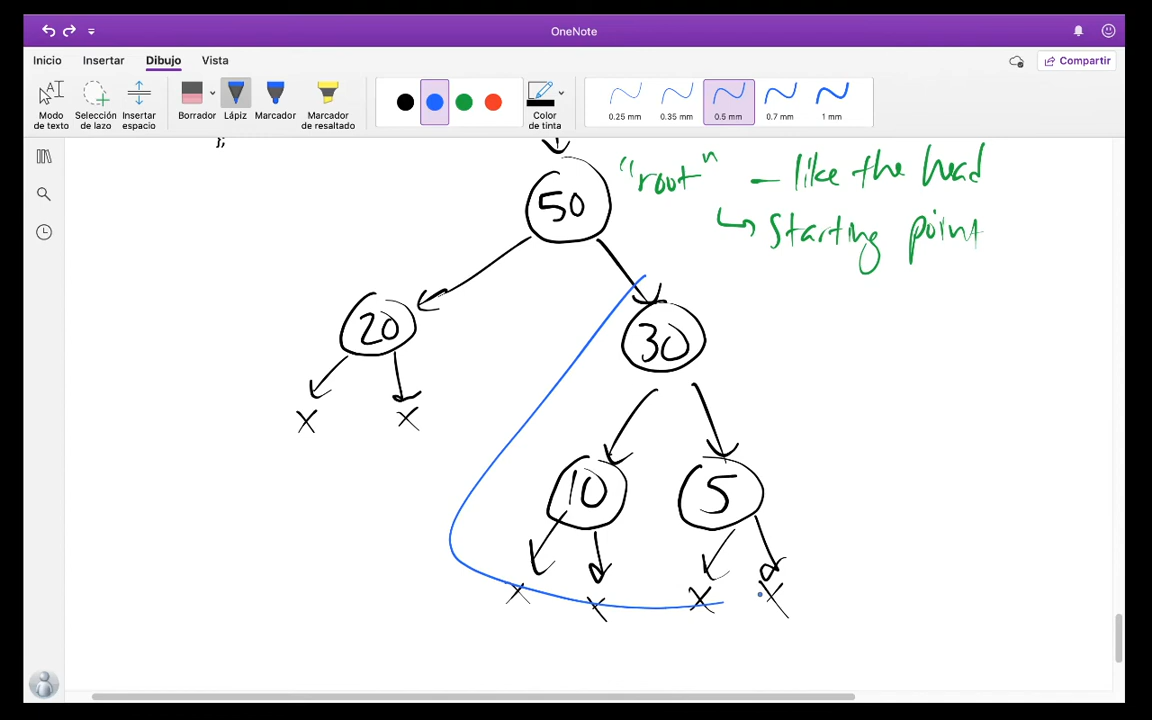 OneNote
Inicio Insertar Dibujo Vista
Compartir
Modo de texto
Selección de lazo
Insertar espacio
Borrador
Lápiz
Marcador
Marcador de resaltado
Color de tinta
0.25 mm
0.35 mm
0.5 mm
0.7 mm
1 mm
};
"root" - like the head
↳ starting point
50
20
30
X X
10 5
X X X X